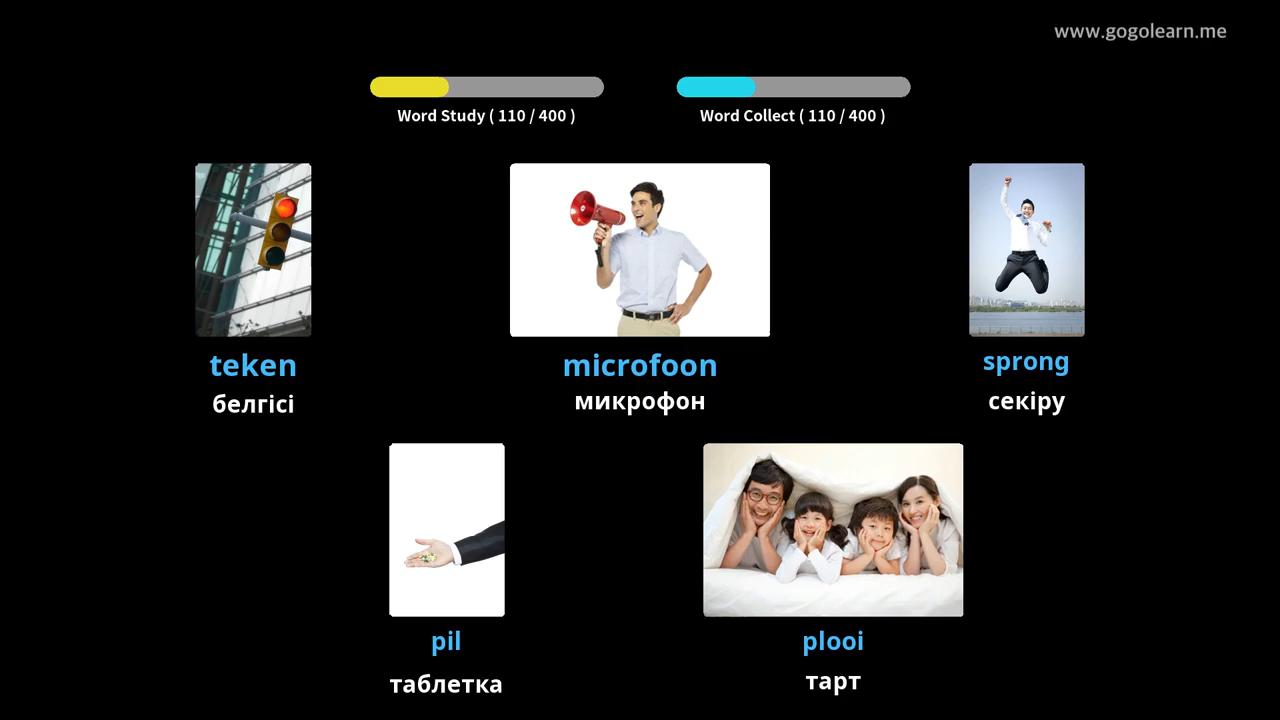 www.gogolearn.me
Word Study ( 110 / 400 )
Word Collect ( 110 / 400 )
teken
белгісі
microfoon
микрофон
sprong
секіру
pil
таблетка
plooi
тарт